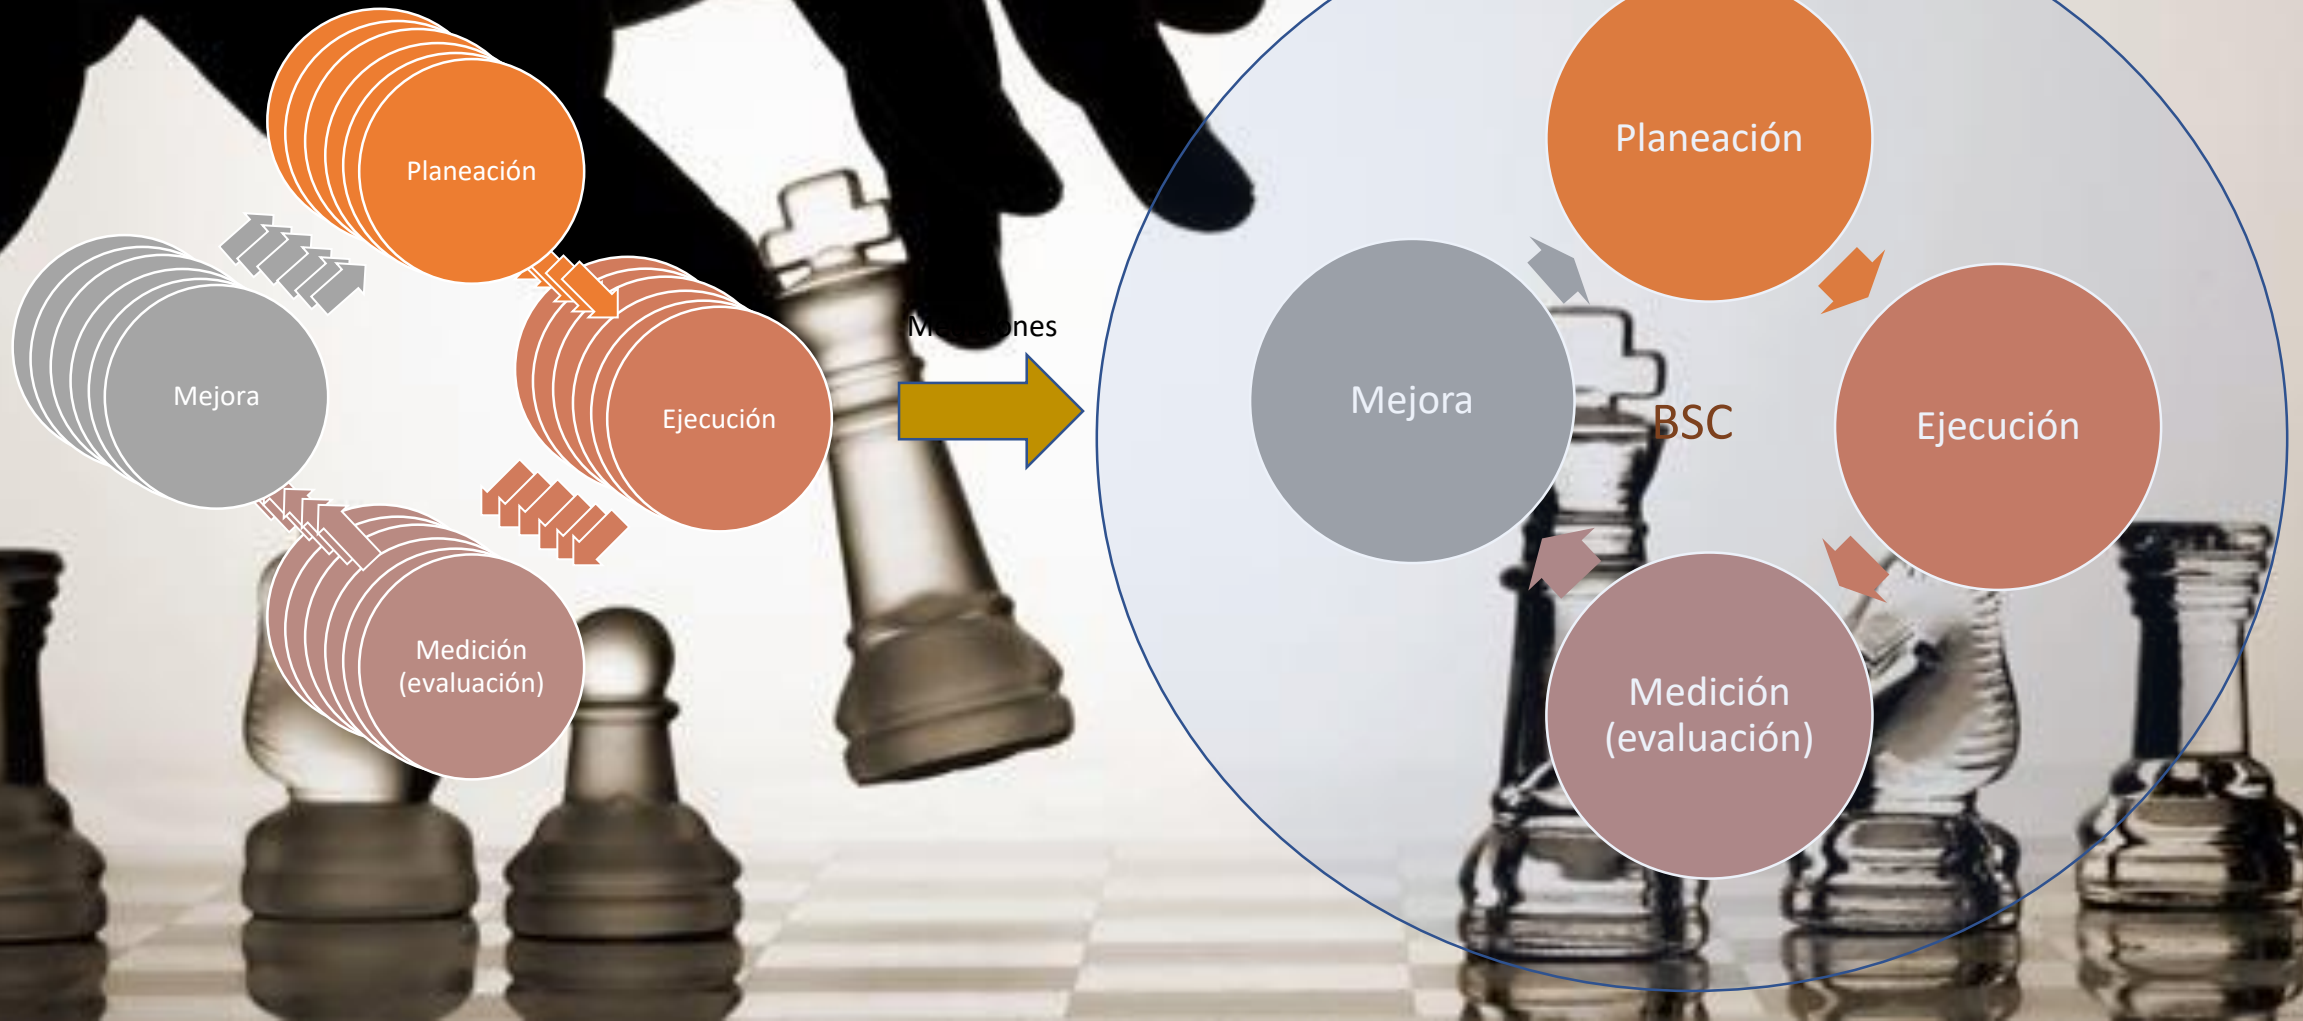 Planeación
Mejora
Ejecución
Medición
(evaluación)
Planeación
Mejora
BSC
Ejecución
Medición
(evaluación)